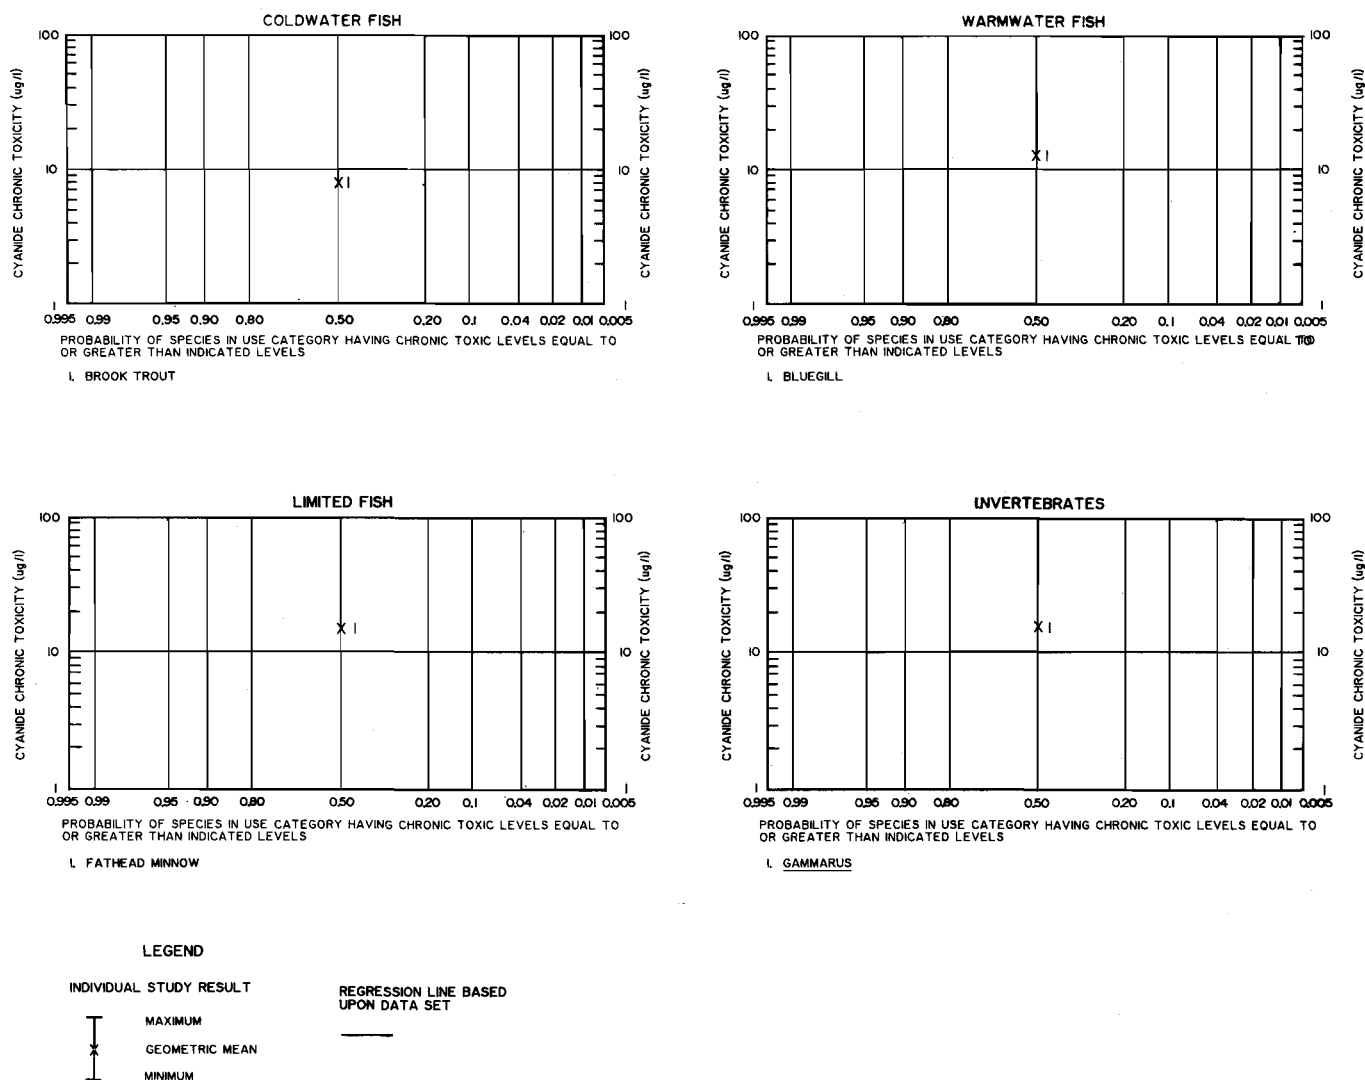 COLDWATER FISH
CYANIDE CHRONIC TOXICITY (ug/l)
100
10
1
100
10
1
CYANIDE CHRONIC TOXICITY (ug/l)
0.995 0.99 0.95 0.90 0.80 0.50 0.20 0.1 0.04 0.02 0.01 0.005
PROBABILITY OF SPECIES IN USE CATEGORY HAVING CHRONIC TOXIC LEVELS EQUAL TO
OR GREATER THAN INDICATED LEVELS
1. BROOK TROUT
1
WARMWATER FISH
CYANIDE CHRONIC TOXICITY (ug/l)
100
10
1
100
10
1
CYANIDE CHRONIC TOXICITY (ug/l)
0.995 0.99 0.95 0.90 0.80 0.50 0.20 0.1 0.04 0.02 0.01 0.005
PROBABILITY OF SPECIES IN USE CATEGORY HAVING CHRONIC TOXIC LEVELS EQUAL TO
OR GREATER THAN INDICATED LEVELS
1. BLUEGILL
1
LIMITED FISH
CYANIDE CHRONIC TOXICITY (ug/l)
100
10
1
100
10
1
CYANIDE CHRONIC TOXICITY (ug/l)
0.995 0.99 0.95 0.90 0.80 0.50 0.20 0.1 0.04 0.02 0.01 0.005
PROBABILITY OF SPECIES IN USE CATEGORY HAVING CHRONIC TOXIC LEVELS EQUAL TO
OR GREATER THAN INDICATED LEVELS
1. FATHEAD MINNOW
1
INVERTEBRATES
CYANIDE CHRONIC TOXICITY (ug/l)
100
10
1
100
10
1
CYANIDE CHRONIC TOXICITY (ug/l)
0.995 0.99 0.95 0.90 0.80 0.50 0.20 0.1 0.04 0.02 0.01 0.005
PROBABILITY OF SPECIES IN USE CATEGORY HAVING CHRONIC TOXIC LEVELS EQUAL TO
OR GREATER THAN INDICATED LEVELS
1. GAMMARUS
1
LEGEND
INDIVIDUAL STUDY RESULT
MAXIMUM
GEOMETRIC MEAN
MINIMUM
REGRESSION LINE BASED
UPON DATA SET